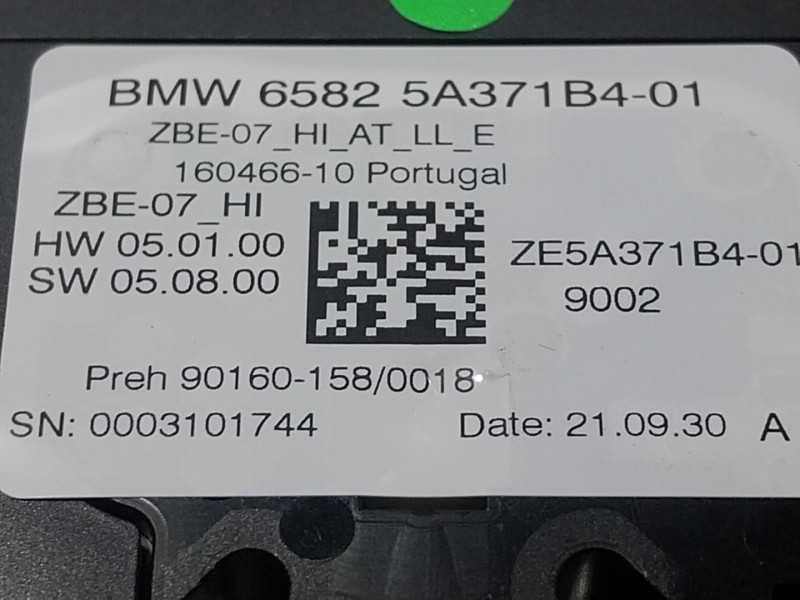 BMW 6582 5A371B4-01
ZBE-07_HI_AT_LL_E
160466-10 Portugal
ZBE-07_HI
HW 05.01.00
SW 05.08.00
ZE5A371B4-01
9002
Preh 90160-158/0018
SN: 0003101744 Date: 21.09.30 A